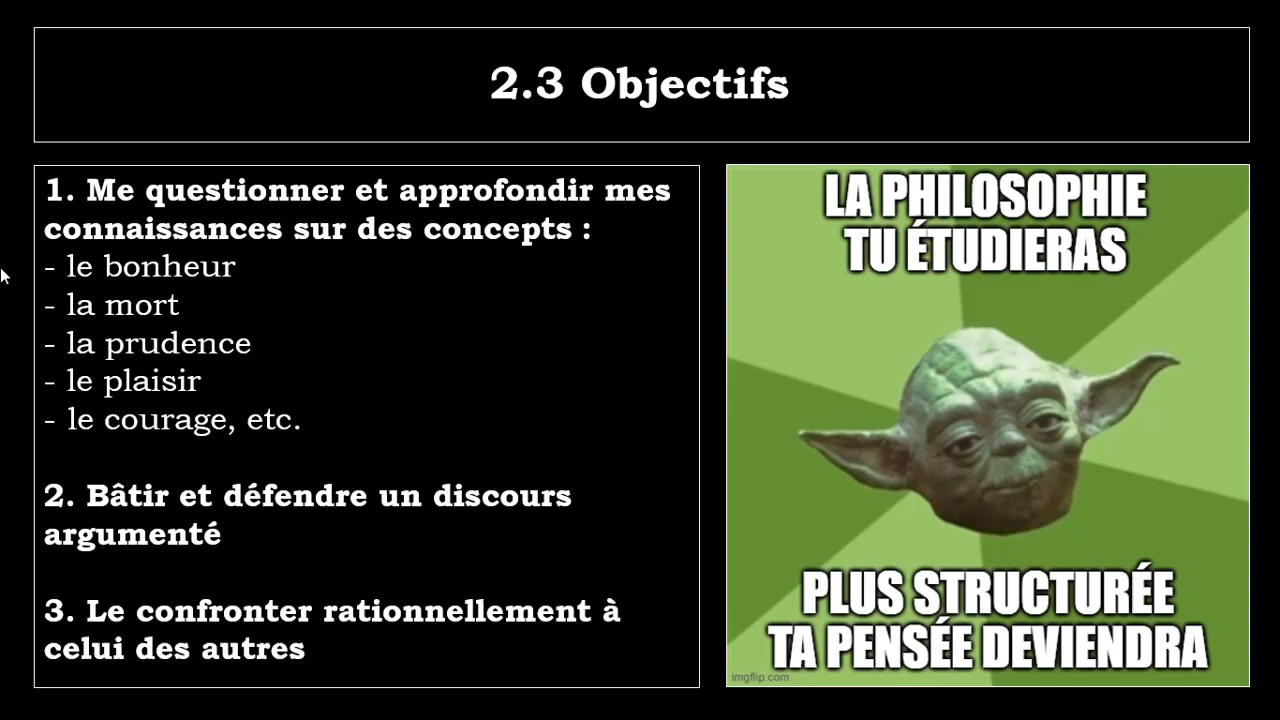 2.3 Objectifs
1. Me questionner et approfondir mes
connaissances sur des concepts :
- le bonheur
- la mort
- la prudence
- le plaisir
- le courage, etc.
2. Bâtir et défendre un discours
argumenté
3. Le confronter rationnellement à
celui des autres
LA PHILOSOPHIE
TU ÉTUDIERAS
PLUS STRUCTURÉE
TA PENSÉE DEVIENDRA
imgflip.com